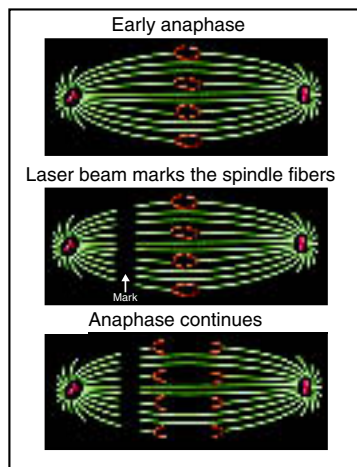 Early anaphase
Laser beam marks the spindle fibers
Mark
Anaphase continues